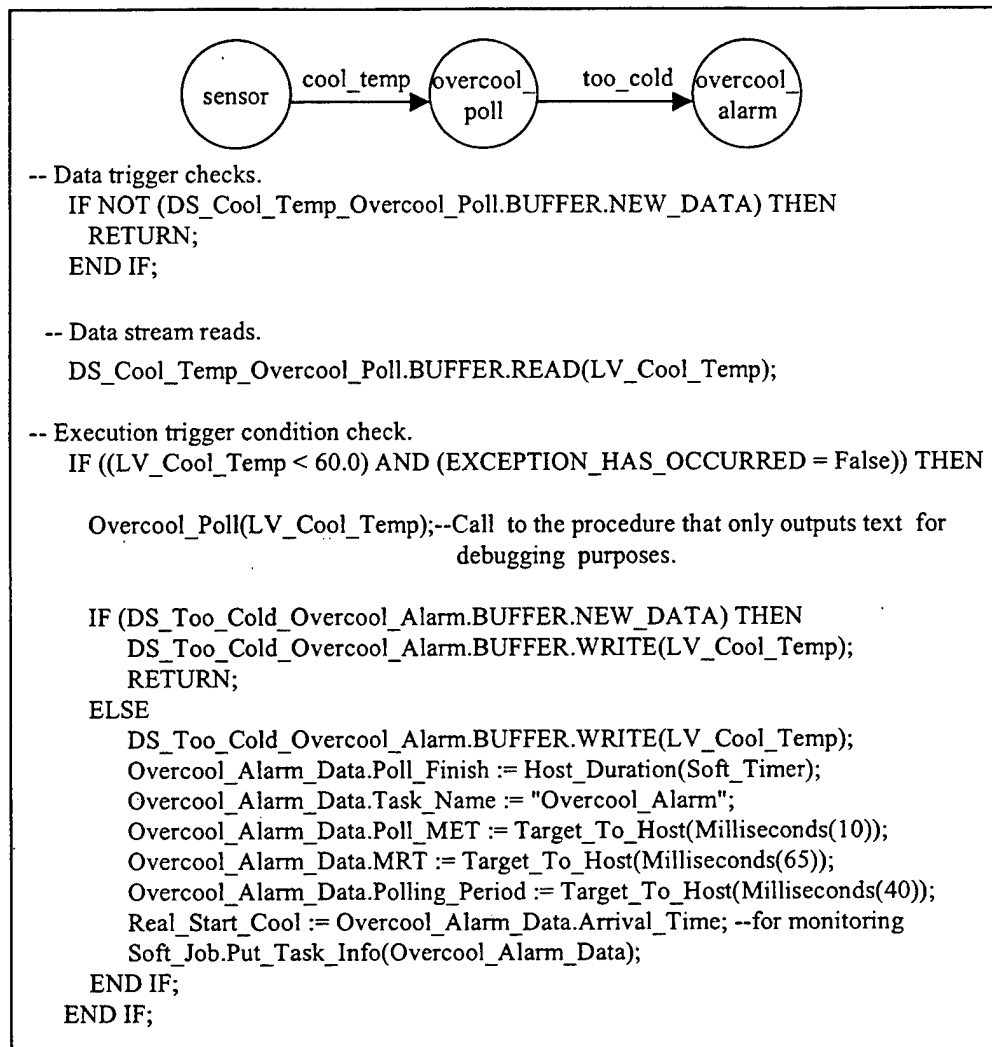 sensor
cool_temp
overcool_
poll
too_cold
overcool_
alarm
-- Data trigger checks.
IF NOT (DS_Cool_Temp_Overcool_Poll.BUFFER.NEW_DATA) THEN
RETURN;
END IF;
-- Data stream reads.
DS_Cool_Temp_Overcool_Poll.BUFFER.READ(LV_Cool_Temp);
-- Execution trigger condition check.
IF ((LV_Cool_Temp < 60.0) AND (EXCEPTION_HAS_OCCURRED = False)) THEN
Overcool_Poll(LV_Cool_Temp);--Call to the procedure that only outputs text for
debugging purposes.
IF (DS_Too_Cold_Overcool_Alarm.BUFFER.NEW_DATA) THEN
DS_Too_Cold_Overcool_Alarm.BUFFER.WRITE(LV_Cool_Temp);
RETURN;
ELSE
DS_Too_Cold_Overcool_Alarm.BUFFER.WRITE(LV_Cool_Temp);
Overcool_Alarm_Data.Poll_Finish := Host_Duration(Soft_Timer);
Overcool_Alarm_Data.Task_Name := "Overcool_Alarm";
Overcool_Alarm_Data.Poll_MET := Target_To_Host(Milliseconds(10));
Overcool_Alarm_Data.MRT := Target_To_Host(Milliseconds(65));
Overcool_Alarm_Data.Polling_Period := Target_To_Host(Milliseconds(40));
Real_Start_Cool := Overcool_Alarm_Data.Arrival_Time; --for monitoring
Soft_Job.Put_Task_Info(Overcool_Alarm_Data);
END IF;
END IF;